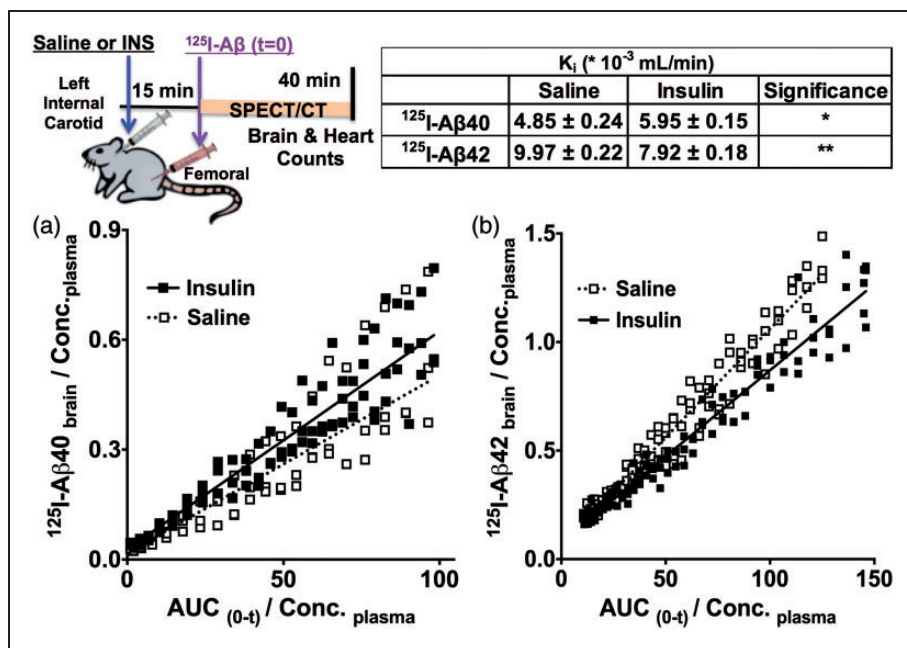 Saline or INS
¹²⁵I-Aβ (t=0)
Left
Internal
Carotid
15 min
40 min
SPECT/CT
Brain & Heart
Counts
Femoral
Kᵢ (* 10⁻³ mL/min)
Saline Insulin Significance
¹²⁵I-Aβ40 4.85 ± 0.24 5.95 ± 0.15 *
¹²⁵I-Aβ42 9.97 ± 0.22 7.92 ± 0.18 **
(a)
0.9
0.6
0.3
0.0
Insulin
Saline
¹²⁵I-Aβ40 brain / Conc.plasma
0 50 100
AUC (0-t) / Conc. plasma
(b)
1.5
1.0
0.5
0.0
Saline
Insulin
¹²⁵I-Aβ42 brain / Conc.plasma
0 50 100 150
AUC (0-t) / Conc. plasma